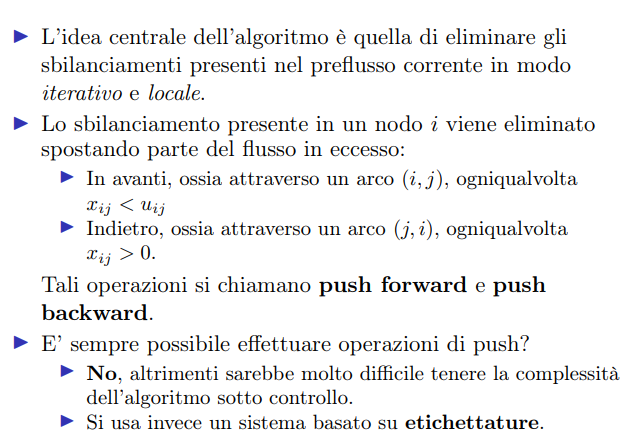 ▶ L'idea centrale dell'algoritmo è quella di eliminare gli
sbilanciamenti presenti nel preflusso corrente in modo
iterativo e locale.
▶ Lo sbilanciamento presente in un nodo i viene eliminato
spostando parte del flusso in eccesso:
▶ In avanti, ossia attraverso un arco (i, j), ogniqualvolta
x_{ij} < u_{ij}
▶ Indietro, ossia attraverso un arco (j, i), ogniqualvolta
x_{ij} > 0.
Tali operazioni si chiamano push forward e push
backward.
▶ E' sempre possibile effettuare operazioni di push?
▶ No, altrimenti sarebbe molto difficile tenere la complessità
dell'algoritmo sotto controllo.
▶ Si usa invece un sistema basato su etichettature.